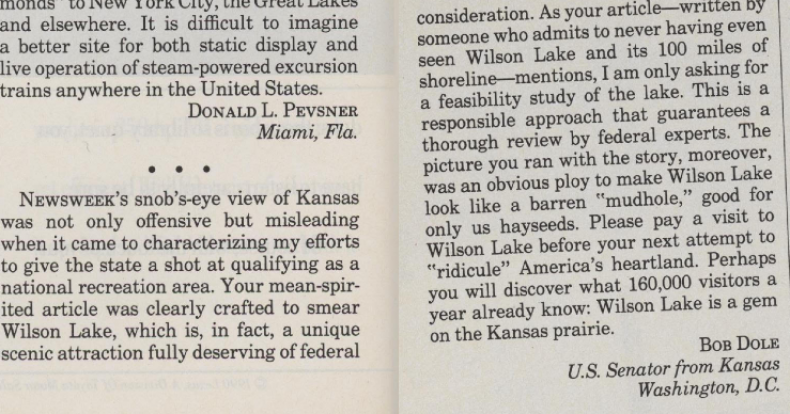 monds" to New York City, the Great Lakes
and elsewhere. It is difficult to imagine
a better site for both static display and
live operation of steam-powered excursion
trains anywhere in the United States.
DONALD L. PEVSNER
Miami, Fla.
• • •
NEWSWEEK's snob's-eye view of Kansas
was not only offensive but misleading
when it came to characterizing my efforts
to give the state a shot at qualifying as a
national recreation area. Your mean-spir-
ited article was clearly crafted to smear
Wilson Lake, which is, in fact, a unique
scenic attraction fully deserving of federal
consideration. As your article—written by
someone who admits to never having even
seen Wilson Lake and its 100 miles of
shoreline—mentions, I am only asking for
a feasibility study of the lake. This is a
responsible approach that guarantees a
thorough review by federal experts. The
picture you ran with the story, moreover,
was an obvious ploy to make Wilson Lake
look like a barren "mudhole," good for
only us hayseeds. Please pay a visit to
Wilson Lake before your next attempt to
"ridicule" America's heartland. Perhaps
you will discover what 160,000 visitors a
year already know: Wilson Lake is a gem
on the Kansas prairie.
BOB DOLE
U.S. Senator from Kansas
Washington, D.C.